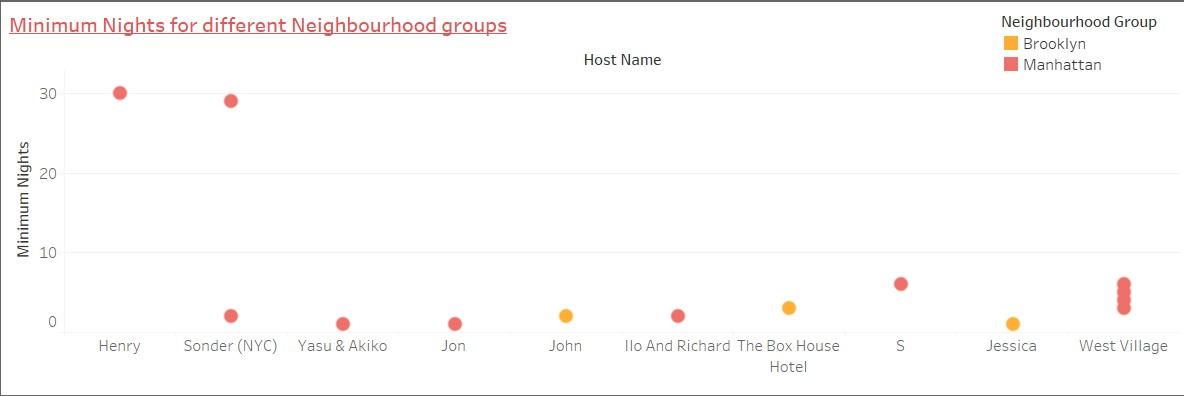 Minimum Nights for different Neighbourhood groups
Neighbourhood Group
Brooklyn
Manhattan
Host Name
Minimum Nights
30
20
10
0
Henry
Sonder (NYC)
Yasu & Akiko
Jon
John
Ilo And Richard
The Box House
Hotel
S
Jessica
West Village